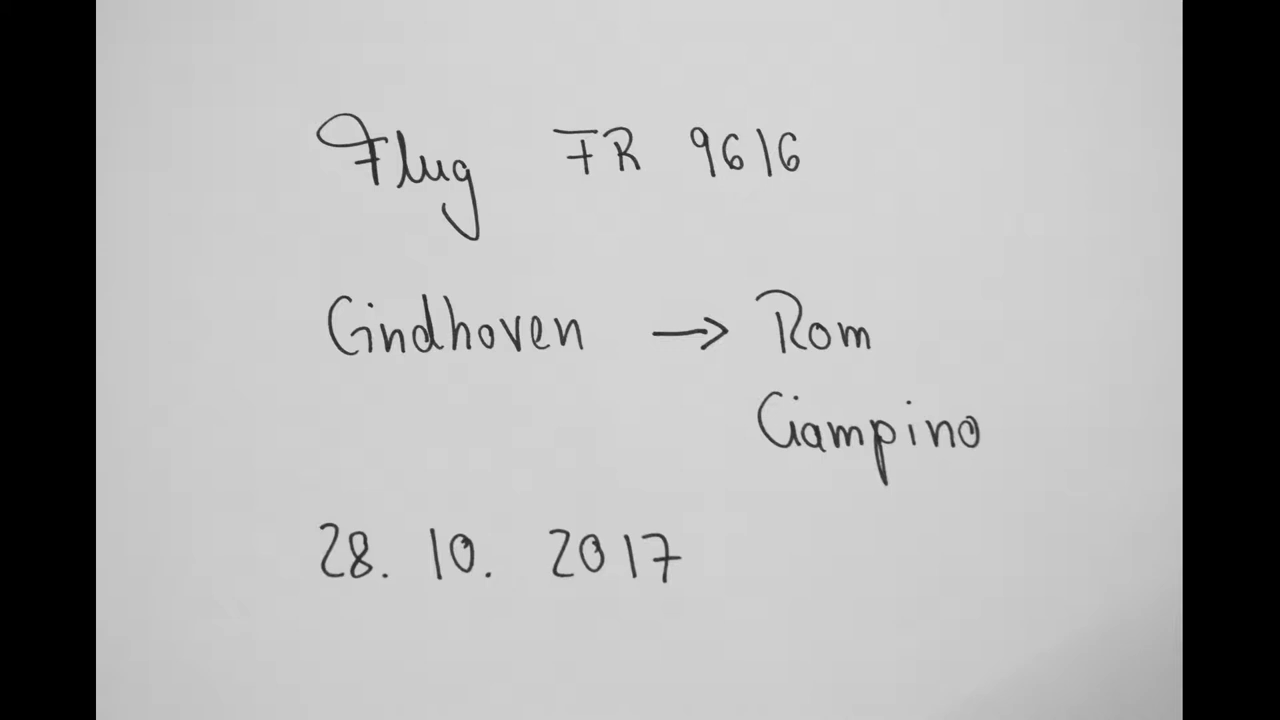 Flug FR 9616
Eindhoven → Rom
Ciampino
28. 10. 2017